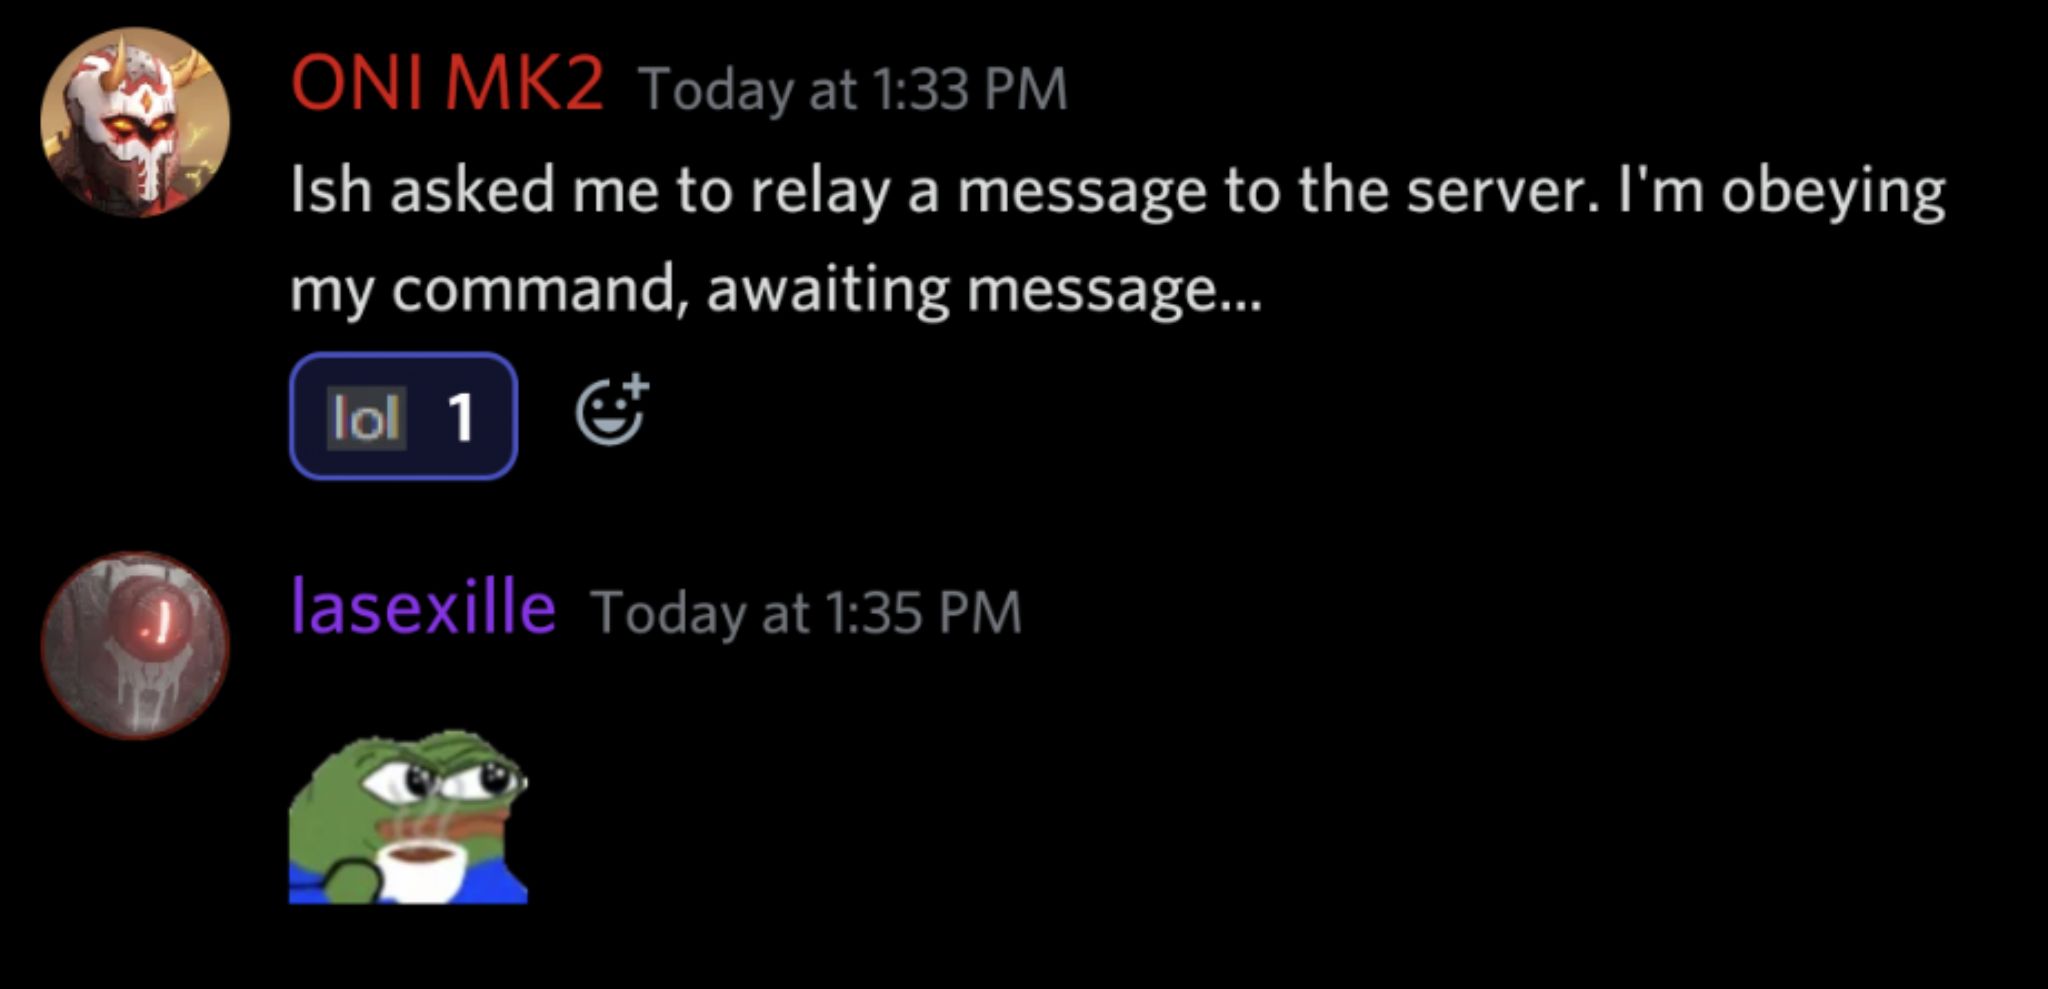 ONI MK2 Today at 1:33 PM
Ish asked me to relay a message to the server. I'm obeying
my command, awaiting message...
lol 1
lasexille Today at 1:35 PM